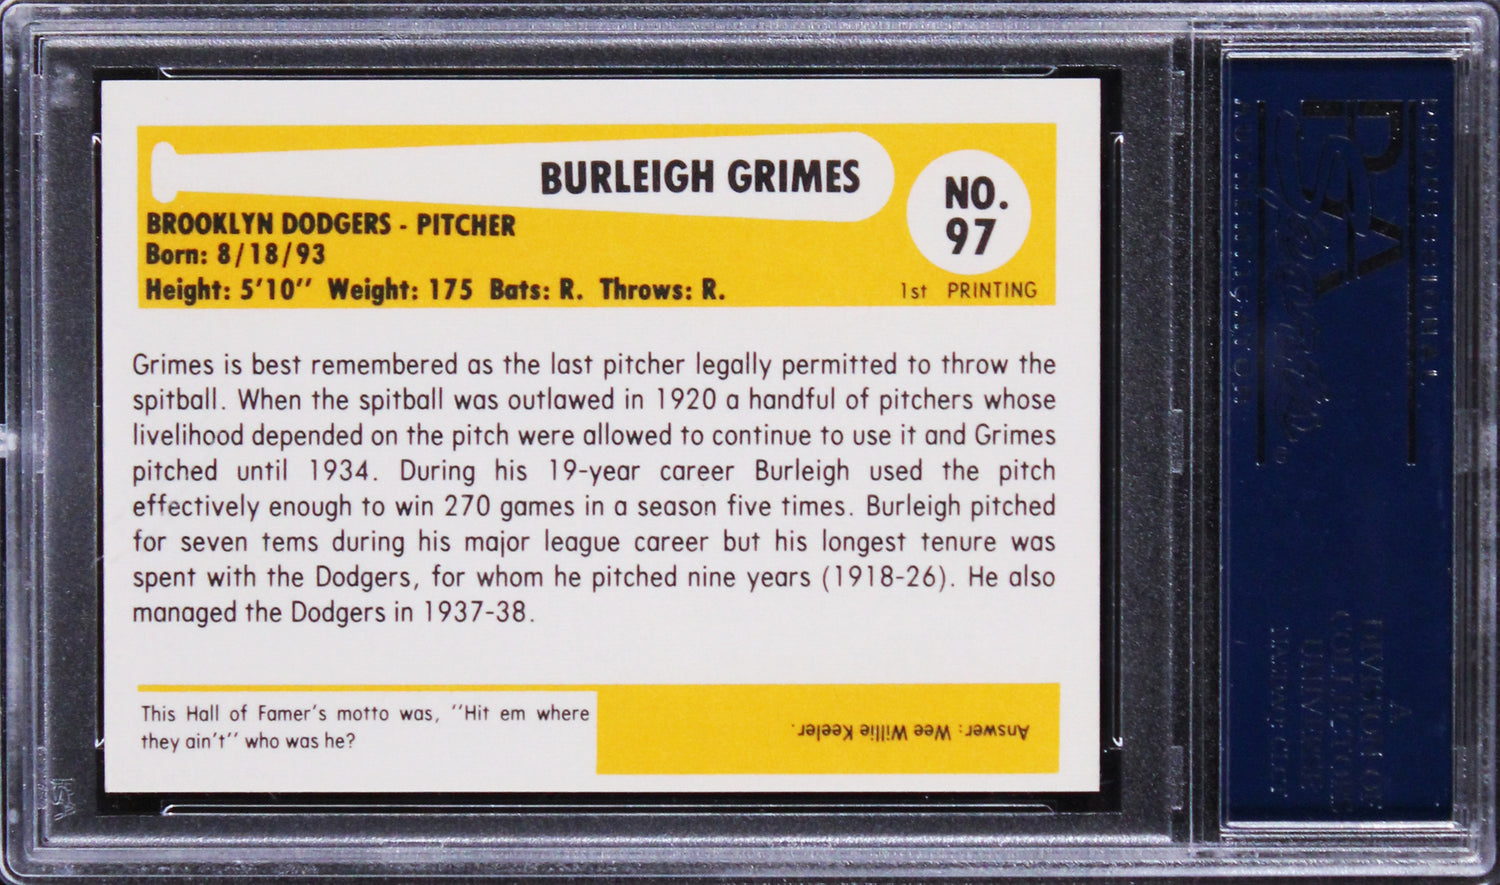 BURLEIGH GRIMES
NO.
97
BROOKLYN DODGERS - PITCHER
Born: 8/18/93
Height: 5'10'' Weight: 175 Bats: R. Throws: R.
1st PRINTING
Grimes is best remembered as the last pitcher legally permitted to throw the
spitball. When the spitball was outlawed in 1920 a handful of pitchers whose
livelihood depended on the pitch were allowed to continue to use it and Grimes
pitched until 1934. During his 19-year career Burleigh used the pitch
effectively enough to win 270 games in a season five times. Burleigh pitched
for seven tems during his major league career but his longest tenure was
spent with the Dodgers, for whom he pitched nine years (1918-26). He also
managed the Dodgers in 1937-38.
This Hall of Famer's motto was, ''Hit em where
they ain't'' who was he?
Answer: Wee Willie Keeler.
PSA
PROFESSIONAL
AUTHENTICATOR
A
DIVISION OF
COLLECTORS
UNIVERSE